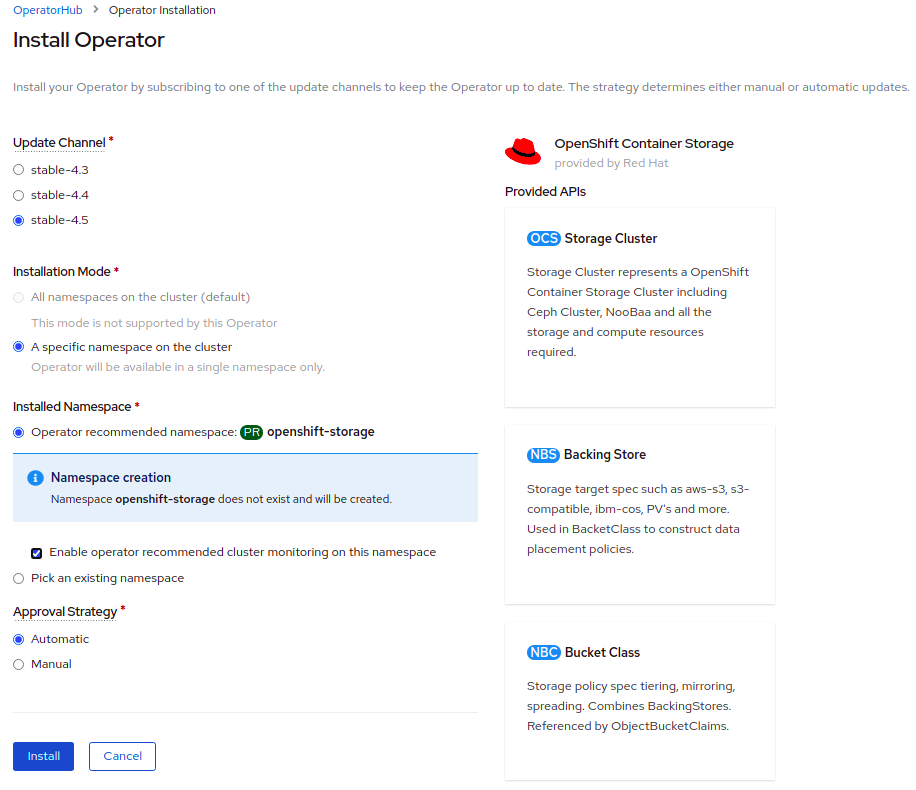 OperatorHub > Operator Installation
Install Operator
Install your Operator by subscribing to one of the update channels to keep the Operator up to date. The strategy determines either manual or automatic updates.
Update Channel *
stable-4.3
stable-4.4
stable-4.5
Installation Mode *
All namespaces on the cluster (default)
This mode is not supported by this Operator
A specific namespace on the cluster
Operator will be available in a single namespace only.
Installed Namespace *
Operator recommended namespace: PR openshift-storage
Namespace creation
Namespace openshift-storage does not exist and will be created.
Enable operator recommended cluster monitoring on this namespace
Pick an existing namespace
Approval Strategy *
Automatic
Manual
Install
Cancel
OpenShift Container Storage
provided by Red Hat
Provided APIs
OCS Storage Cluster
Storage Cluster represents a OpenShift
Container Storage Cluster including
Ceph Cluster, NooBaa and all the
storage and compute resources
required.
NBS Backing Store
Storage target spec such as aws-s3, s3-
compatible, ibm-cos, PV's and more.
Used in BacketClass to construct data
placement policies.
NBC Bucket Class
Storage policy spec tiering, mirroring,
spreading. Combines BackingStores.
Referenced by ObjectBucketClaims.